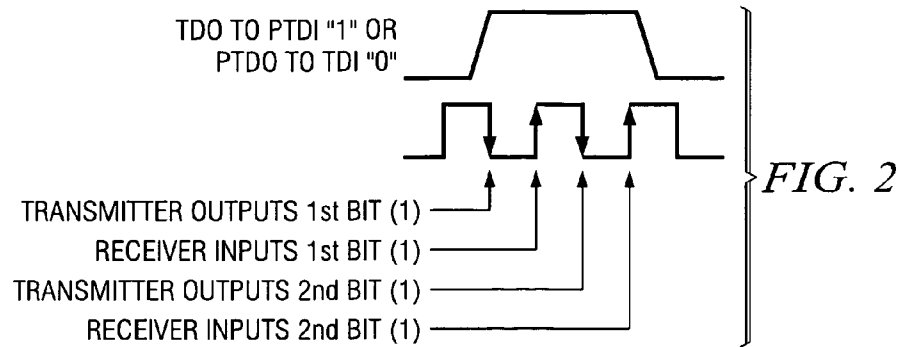 TDO TO PTDI "1" OR
PTDO TO TDI "0"
TRANSMITTER OUTPUTS 1st BIT (1)
RECEIVER INPUTS 1st BIT (1)
TRANSMITTER OUTPUTS 2nd BIT (1)
RECEIVER INPUTS 2nd BIT (1)
FIG. 2